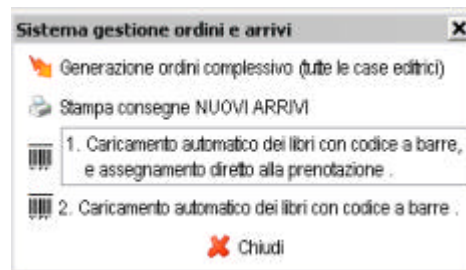 Sistema gestione ordini e arrivi
Generazione ordini complessivo (tutte le case editrici)
Stampa consegne NUOVI ARRIVI
1. Caricamento automatico dei libri con codice a barre,
e assegnamento diretto alla prenotazione .
2. Caricamento automatico dei libri con codice a barre .
Chiudi